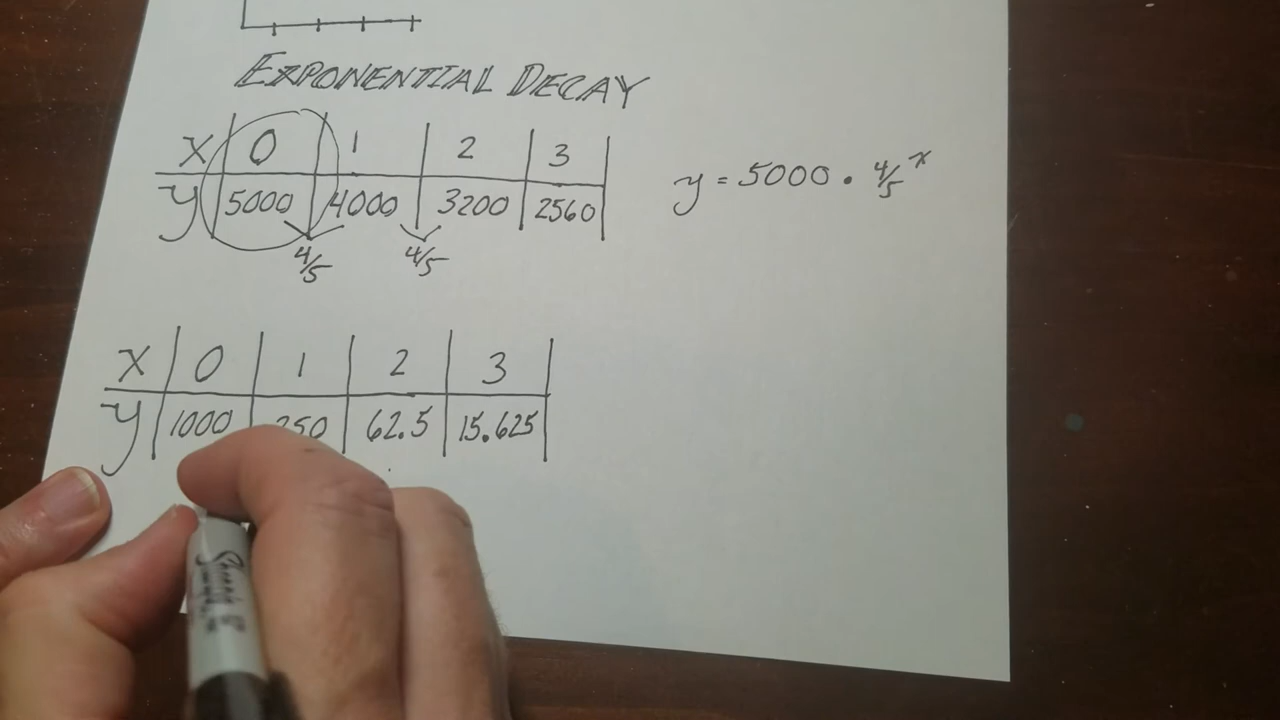 EXPONENTIAL DECAY
X 0 1 2 3
y 5000 4000 3200 2560
y = 5000 · 4/5^x
4/5 4/5
X 0 1 2 3
y 1000 250 62.5 15.625